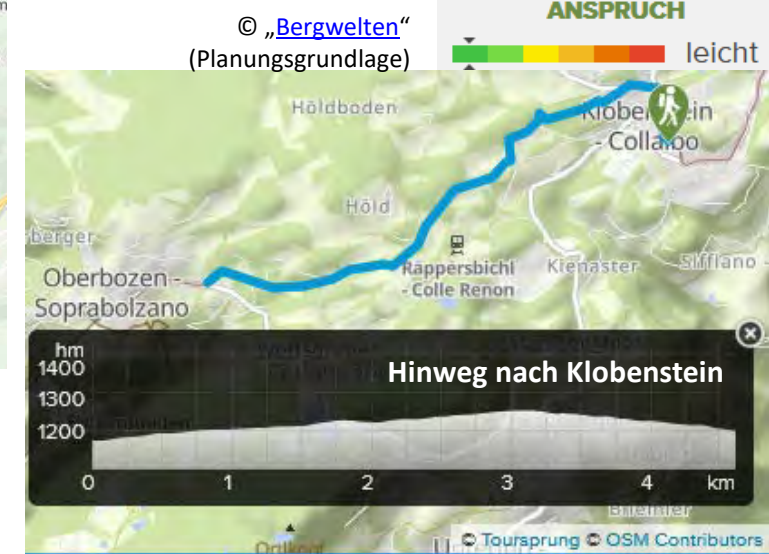 © „Bergwelten“
(Planungsgrundlage)
ANSPRUCH
leicht
Höldboden
Klobenstein
- Collalbo
Höld
Räppersbichl
- Colle Renon
Kienaster
Siffiano -
Oberbozen -
Soprabolzano
hm
1400
1300
1200
Hinweg nach Klobenstein
0 1 2 3 4 km
© Toursprung © OSM Contributors